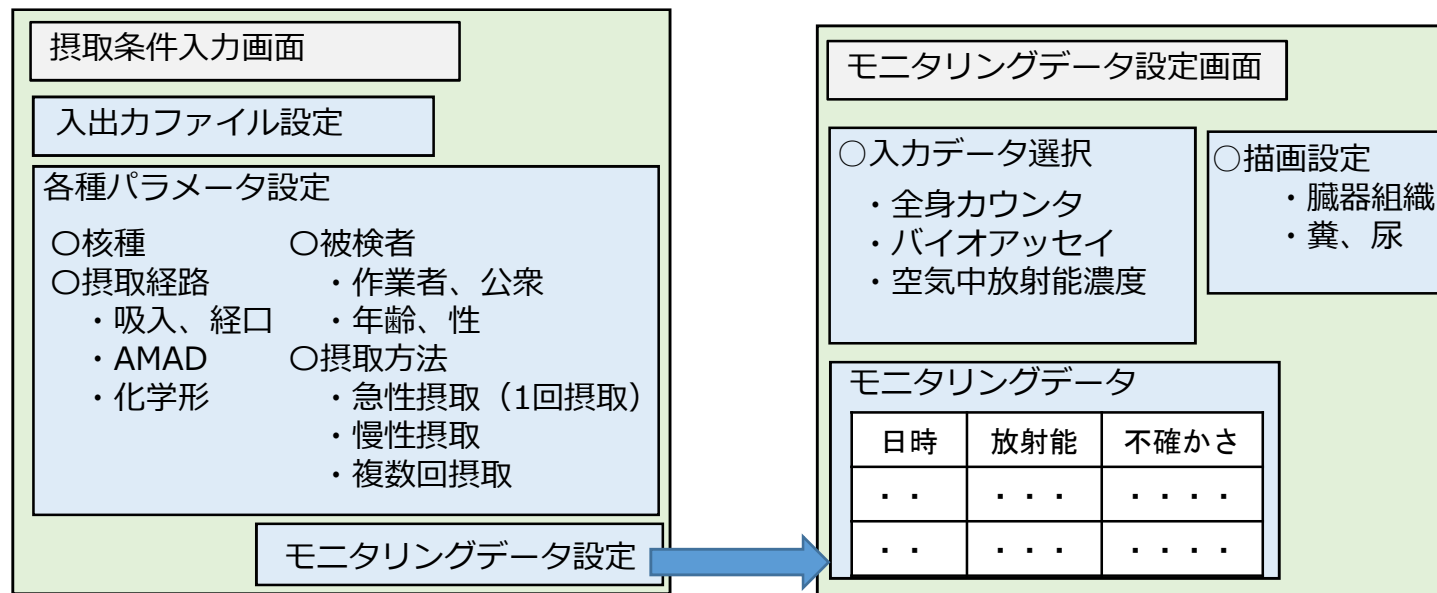 摂取条件入力画面
入出力ファイル設定
各種パラメータ設定
〇核種
〇摂取経路
・吸入、経口
・AMAD
・化学形
〇被検者
・作業者、公衆
・年齢、性
〇摂取方法
・急性摂取（1回摂取）
・慢性摂取
・複数回摂取
モニタリングデータ設定
モニタリングデータ設定画面
○入力データ選択
・全身カウンタ
・バイオアッセイ
・空気中放射能濃度
○描画設定
・臓器組織
・糞、尿
モニタリングデータ
日時 放射能 不確かさ
・・ ・・・ ・・・・
・・ ・・・ ・・・・